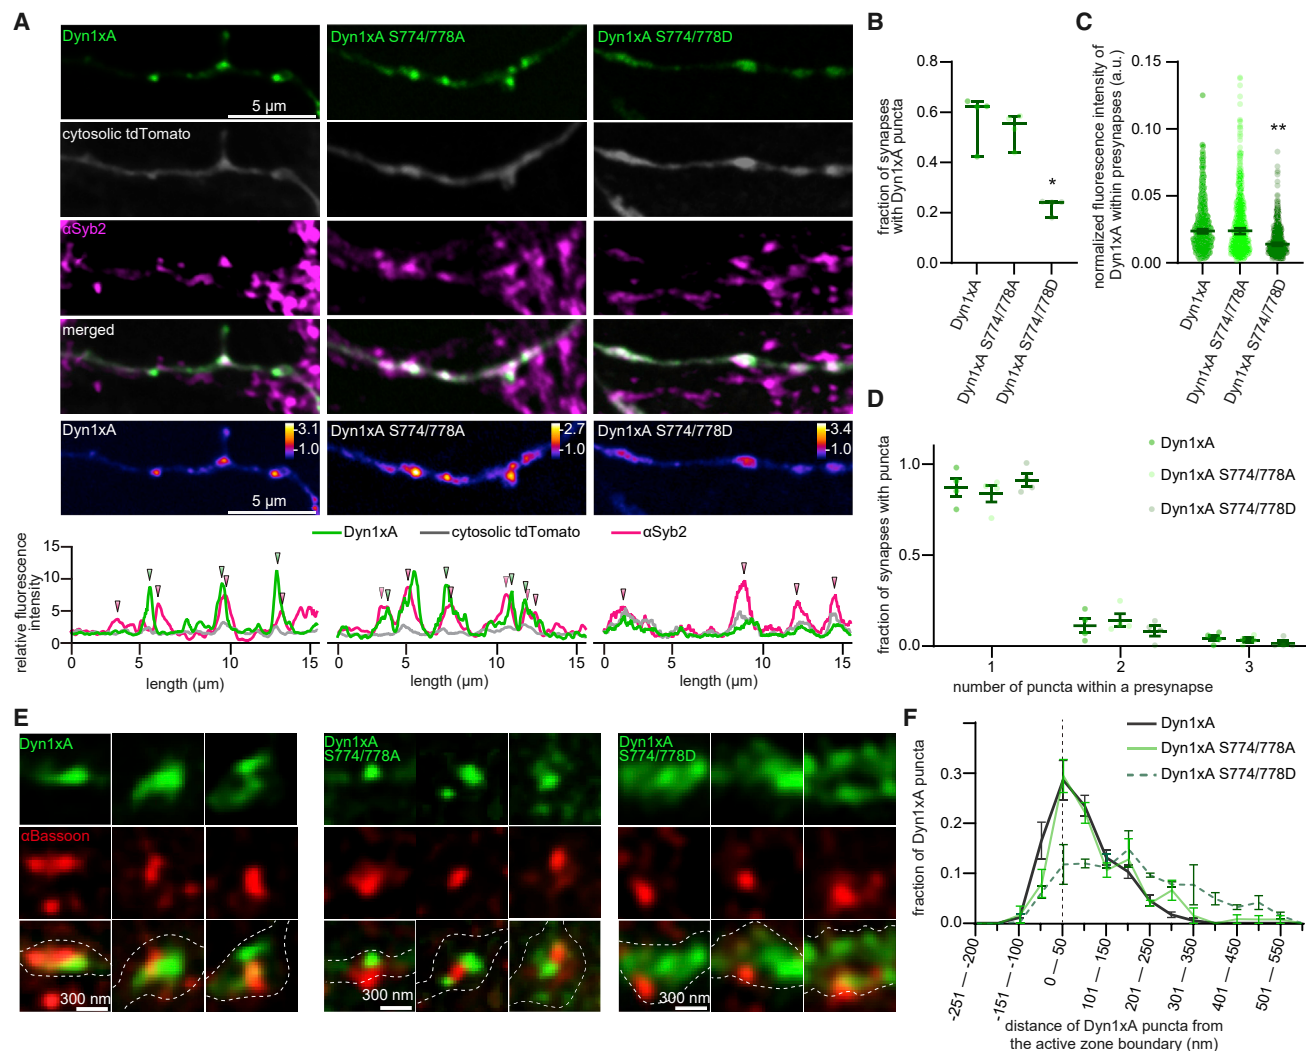 A
Dyn1xA
Dyn1xA S774/778A
Dyn1xA S774/778D
5 µm
cytosolic tdTomato
αSyb2
merged
Dyn1xA
3.1
1.0
Dyn1xA S774/778A
2.7
1.0
Dyn1xA S774/778D
3.4
1.0
5 µm
Dyn1xA
cytosolic tdTomato
αSyb2
relative fluorescence
intensity
15
10
5
0
0
5
10
15
length (µm)
0
5
10
15
length (µm)
0
10
15
length (µm)
B
fraction of synapses
with Dyn1xA puncta
0.8
0.6
0.4
0.2
0.0
*
Dyn1xA
Dyn1xA S774/778A
Dyn1xA S774/778D
C
normalized fluorescence intensity of
Dyn1xA within presynapses (a.u.)
0.15
0.10
0.05
0.00
**
Dyn1xA
Dyn1xA S774/778A
Dyn1xA S774/778D
D
fraction of synapses with puncta
1.0
0.5
0.0
1
2
3
number of puncta within a presynapse
Dyn1xA
Dyn1xA S774/778A
Dyn1xA S774/778D
E
Dyn1xA
Dyn1xA
S774/778A
Dyn1xA
S774/778D
αBassoon
300 nm
300 nm
300 nm
F
fraction of Dyn1xA puncta
0.3
0.2
0.1
0.0
Dyn1xA
Dyn1xA S774/778A
Dyn1xA S774/778D
-251 — -200
-151 — -100
0 — 50
101 — 150
201 — 250
301 — 350
401 — 450
501 — 550
distance of Dyn1xA puncta from
the active zone boundary (nm)